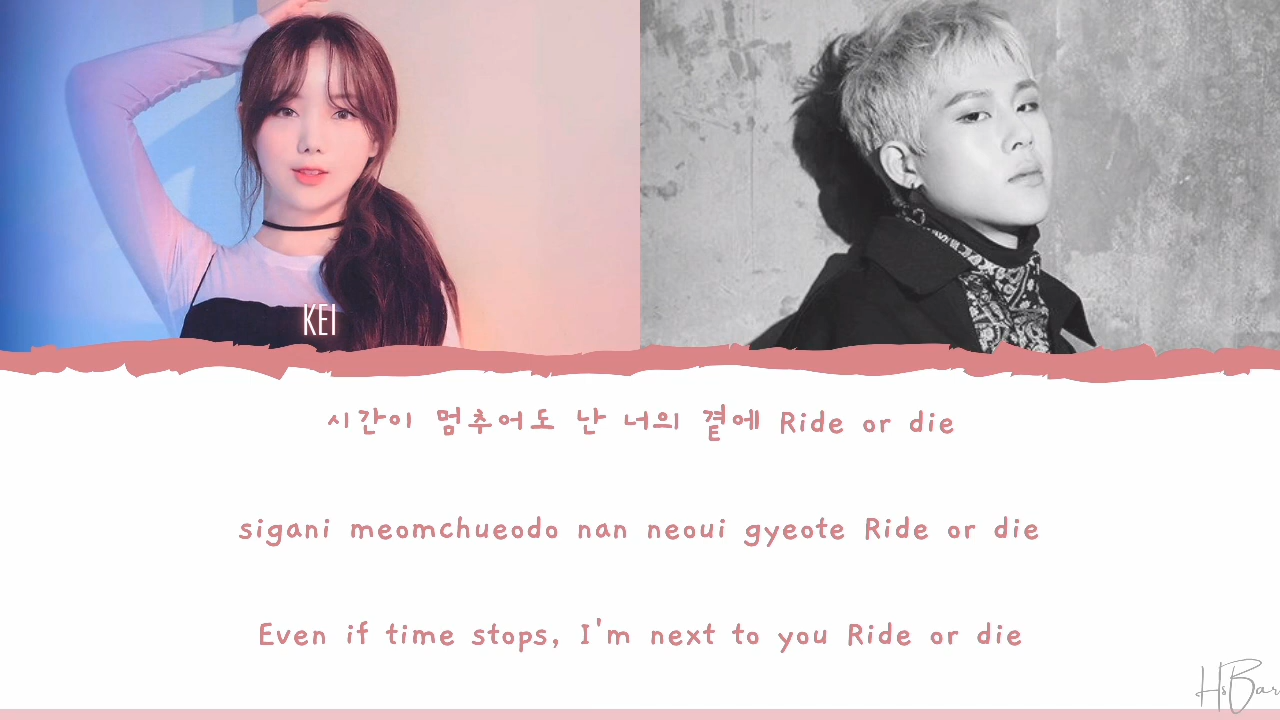 KEI
시간이 멈추어도 난 너의 곁에 Ride or die
sigani meomchueodo nan neoui gyeote Ride or die
Even if time stops, I'm next to you Ride or die
HsBar